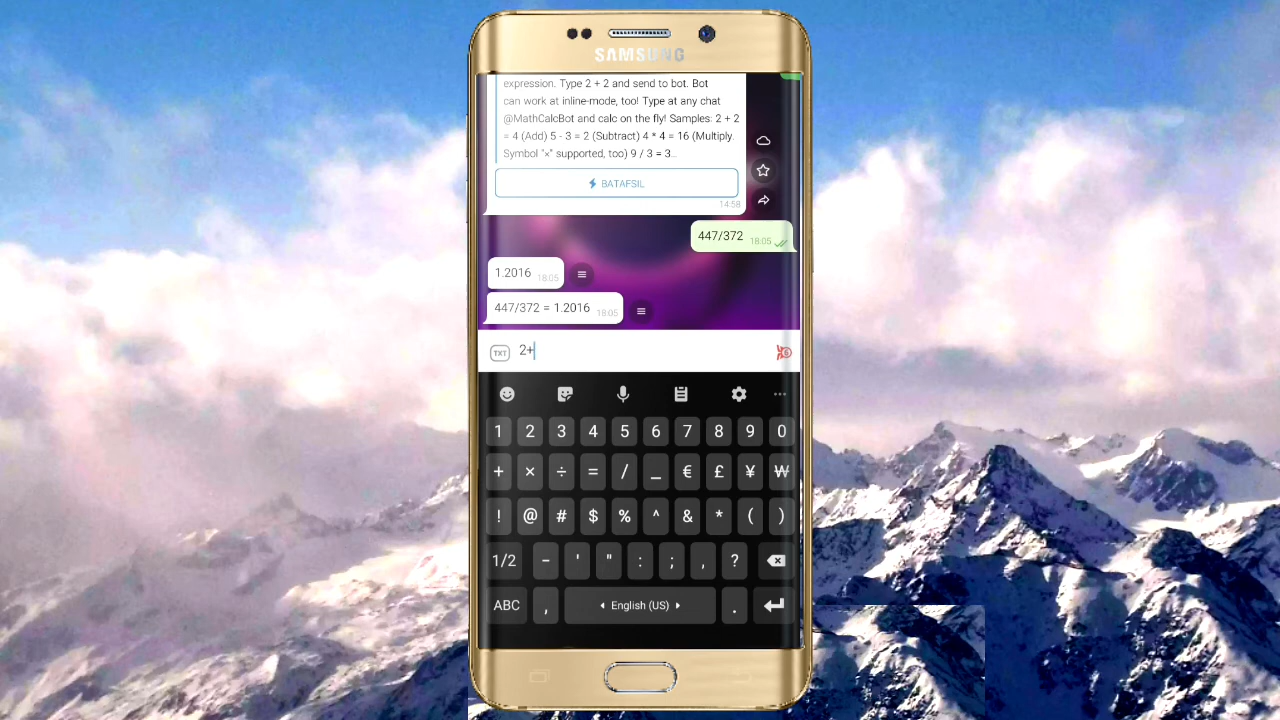 SAMSUNG
expression. Type 2 + 2 and send to bot. Bot
can work at inline-mode, too! Type at any chat
@MathCalcBot and calc on the fly! Samples: 2 + 2
= 4 (Add) 5 - 3 = 2 (Subtract) 4 * 4 = 16 (Multiply.
Symbol "×" supported, too) 9 / 3 = 3...
BATAFSIL
14:58
447/372 18:05
1.2016 18:05
447/372 = 1.2016 18:05
TXT 2+
1 2 3 4 5 6 7 8 9 0
+ × ÷ = / _ € £ ¥ ₩
! @ # $ % ^ & * ( )
1/2 - ' " : ; , ?
ABC , English (US) .